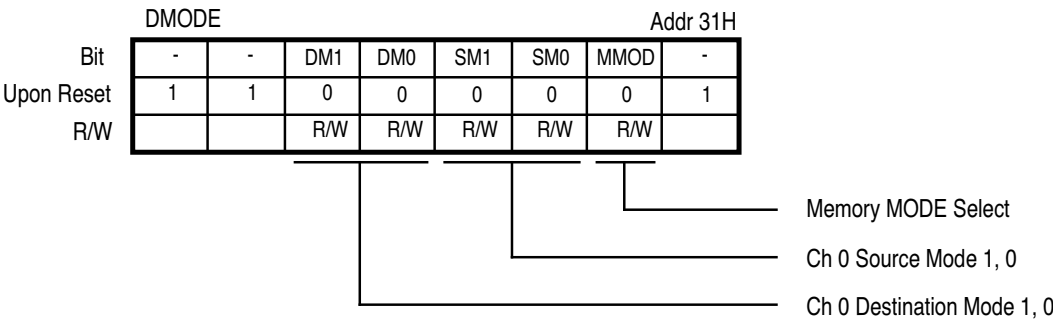 DMODE Addr 31H
Bit - - DM1 DM0 SM1 SM0 MMOD -
Upon Reset 1 1 0 0 0 0 0 1
R/W R/W R/W R/W R/W R/W
Memory MODE Select
Ch 0 Source Mode 1, 0
Ch 0 Destination Mode 1, 0